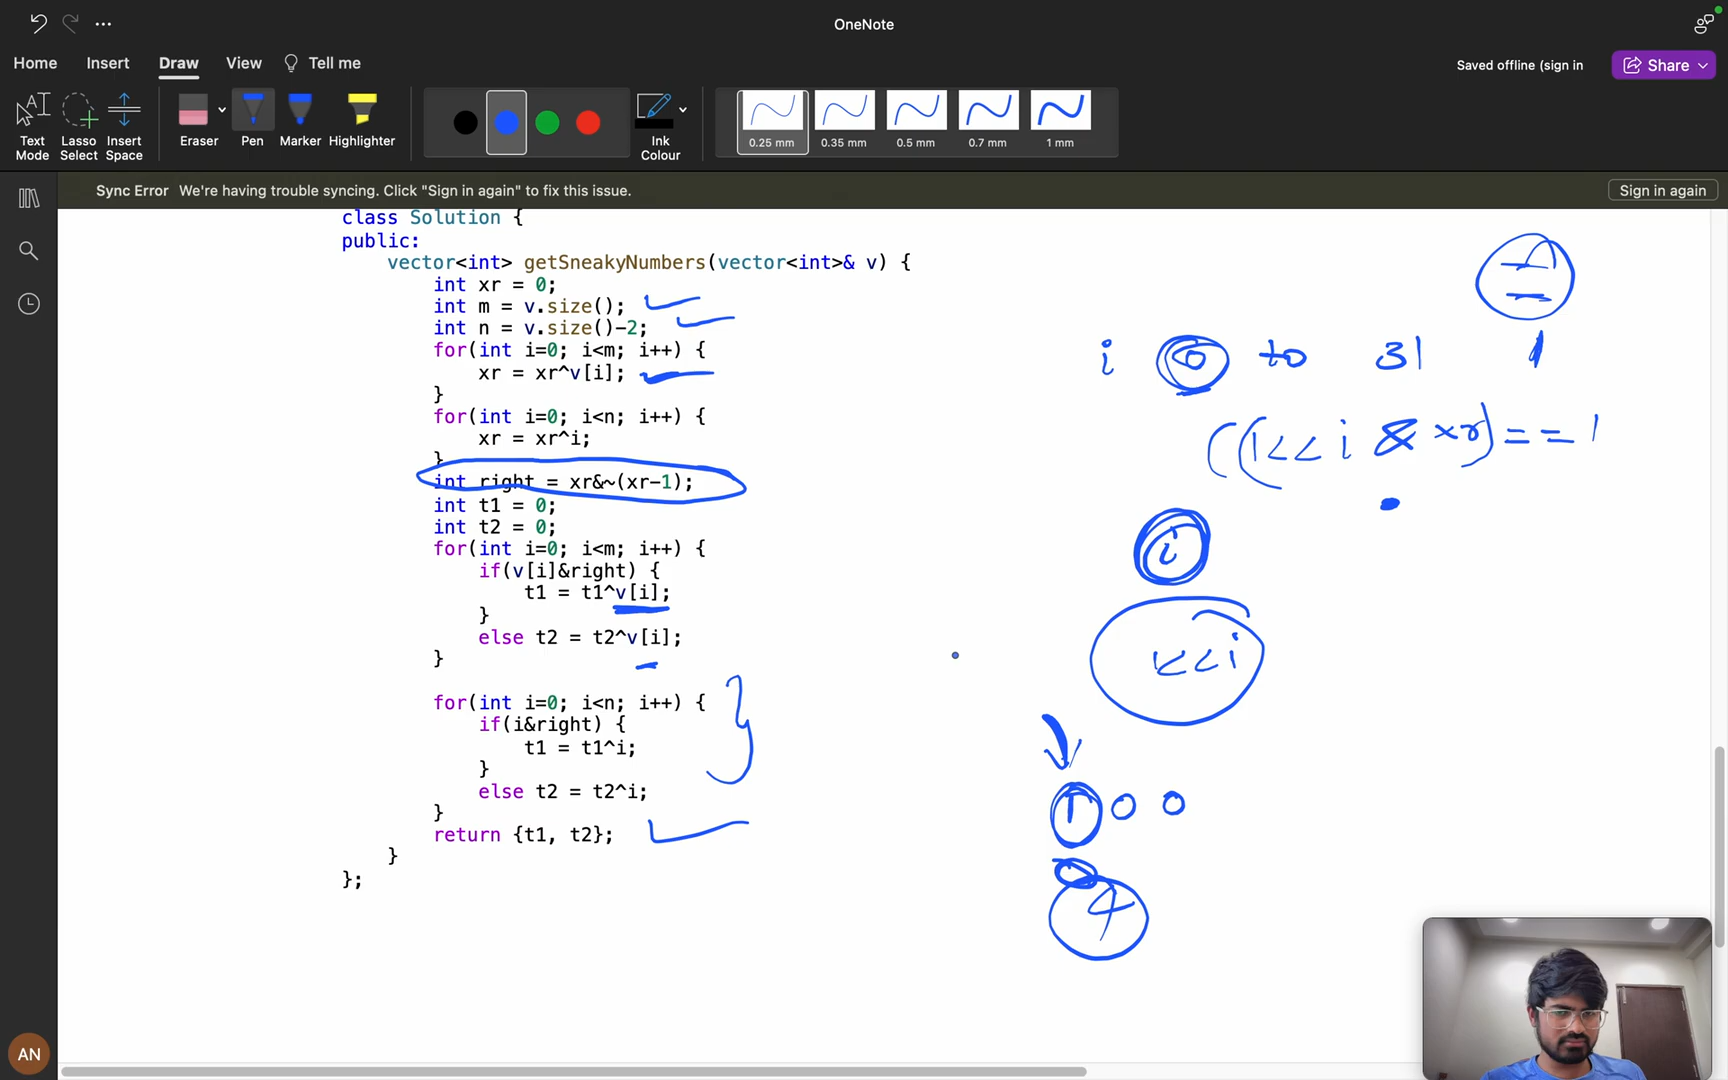 OneNote
Home Insert Draw View Tell me
Saved offline (sign in
Share
Text Mode
Lasso Select
Insert Space
Eraser
Pen
Marker
Highlighter
Ink Colour
0.25 mm
0.35 mm
0.5 mm
0.7 mm
1 mm
Sync Error We're having trouble syncing. Click "Sign in again" to fix this issue.
Sign in again
class Solution {
public:
vector<int> getSneakyNumbers(vector<int>& v) {
int xr = 0;
int m = v.size();
int n = v.size()-2;
for(int i=0; i<m; i++) {
xr = xr^v[i];
}
for(int i=0; i<n; i++) {
xr = xr^i;
}
int right = xr&~(xr-1);
int t1 = 0;
int t2 = 0;
for(int i=0; i<m; i++) {
if(v[i]&right) {
t1 = t1^v[i];
}
else t2 = t2^v[i];
}
for(int i=0; i<n; i++) {
if(i&right) {
t1 = t1^i;
}
else t2 = t2^i;
}
return {t1, t2};
}
};
i 0 to 31 1
((1<<i & xr)==1
i
1<<i
1 0 0
4
AN